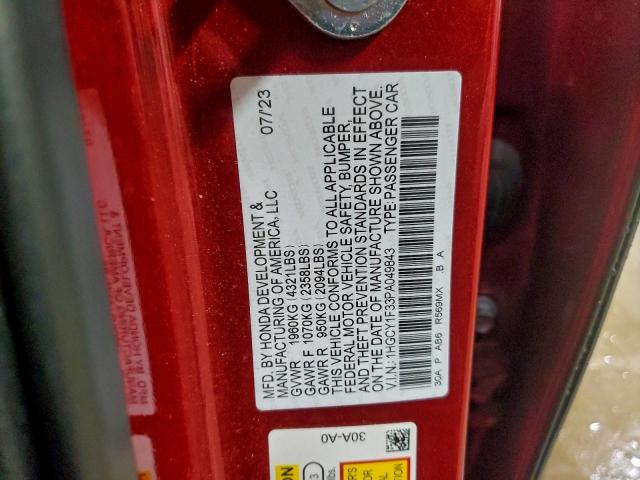 MFD. BY HONDA DEVELOPMENT & 07/'23
MANUFACTURING OF AMERICA, LLC
GVWR 1960KG (4321LBS)
GAWR F 1070KG (2358LBS)
GAWR R 950KG (2094LBS)
THIS VEHICLE CONFORMS TO ALL APPLICABLE
FEDERAL MOTOR VEHICLE SAFETY, BUMPER,
AND THEFT PREVENTION STANDARDS IN EFFECT
ON THE DATE OF MANUFACTURE SHOWN ABOVE.
V.I.N.: 1HGCY1F33PA049843 TYPE: PASSENGER CAR
30A P AB6 R569MX B A
30A-A0